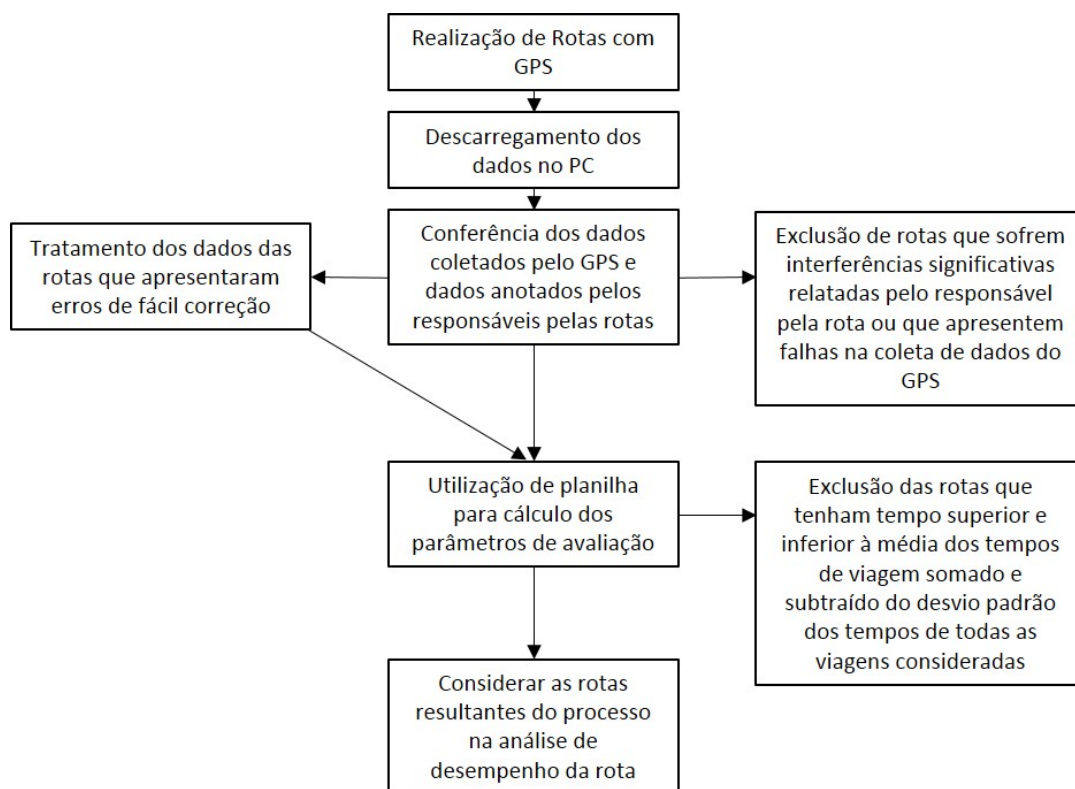 Realização de Rotas com
GPS
Descarregamento dos
dados no PC
Tratamento dos dados das
rotas que apresentaram
erros de fácil correção
Conferência dos dados
coletados pelo GPS e
dados anotados pelos
responsáveis pelas rotas
Exclusão de rotas que sofrem
interferências significativas
relatadas pelo responsável
pela rota ou que apresentem
falhas na coleta de dados do
GPS
Utilização de planilha
para cálculo dos
parâmetros de avaliação
Exclusão das rotas que
tenham tempo superior e
inferior à média dos tempos
de viagem somado e
subtraído do desvio padrão
dos tempos de todas as
viagens consideradas
Considerar as rotas
resultantes do processo
na análise de
desempenho da rota